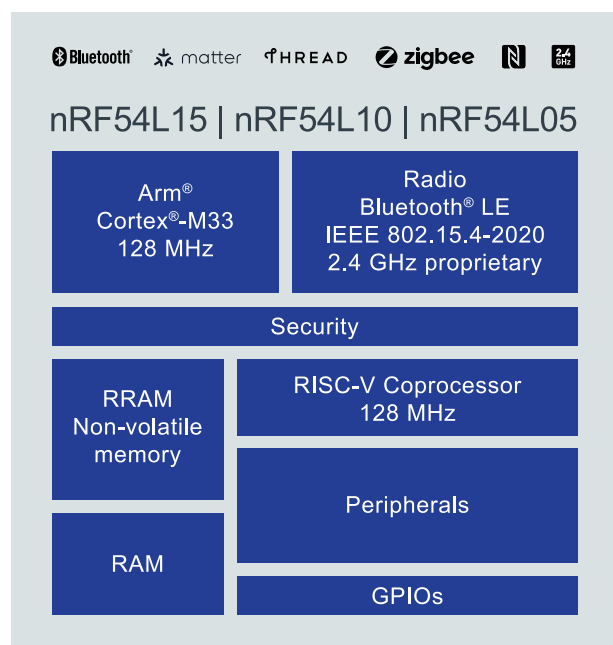 Bluetooth® matter THREAD zigbee N 2.4 GHz
nRF54L15 | nRF54L10 | nRF54L05
Arm®
Cortex®-M33
128 MHz
Radio
Bluetooth® LE
IEEE 802.15.4-2020
2.4 GHz proprietary
Security
RRAM
Non-volatile
memory
RISC-V Coprocessor
128 MHz
Peripherals
RAM
GPIOs